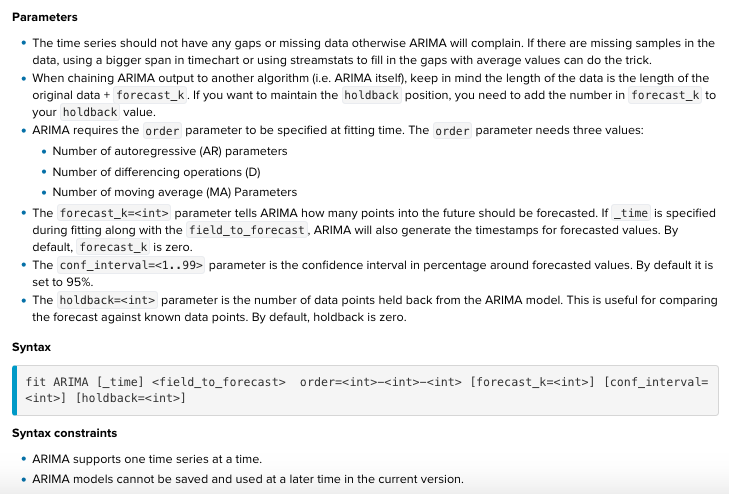 Parameters
• The time series should not have any gaps or missing data otherwise ARIMA will complain. If there are missing samples in the
data, using a bigger span in timechart or using streamstats to fill in the gaps with average values can do the trick.
• When chaining ARIMA output to another algorithm (i.e. ARIMA itself), keep in mind the length of the data is the length of the
original data + forecast_k. If you want to maintain the holdback position, you need to add the number in forecast_k to
your holdback value.
• ARIMA requires the order parameter to be specified at fitting time. The order parameter needs three values:
• Number of autoregressive (AR) parameters
• Number of differencing operations (D)
• Number of moving average (MA) Parameters
• The forecast_k=<int> parameter tells ARIMA how many points into the future should be forecasted. If _time is specified
during fitting along with the field_to_forecast, ARIMA will also generate the timestamps for forecasted values. By
default, forecast_k is zero.
• The conf_interval=<1..99> parameter is the confidence interval in percentage around forecasted values. By default it is
set to 95%.
• The holdback=<int> parameter is the number of data points held back from the ARIMA model. This is useful for comparing
the forecast against known data points. By default, holdback is zero.
Syntax
fit ARIMA [_time] <field_to_forecast>  order=<int>-<int>-<int> [forecast_k=<int>] [conf_interval=
<int>] [holdback=<int>]
Syntax constraints
• ARIMA supports one time series at a time.
• ARIMA models cannot be saved and used at a later time in the current version.